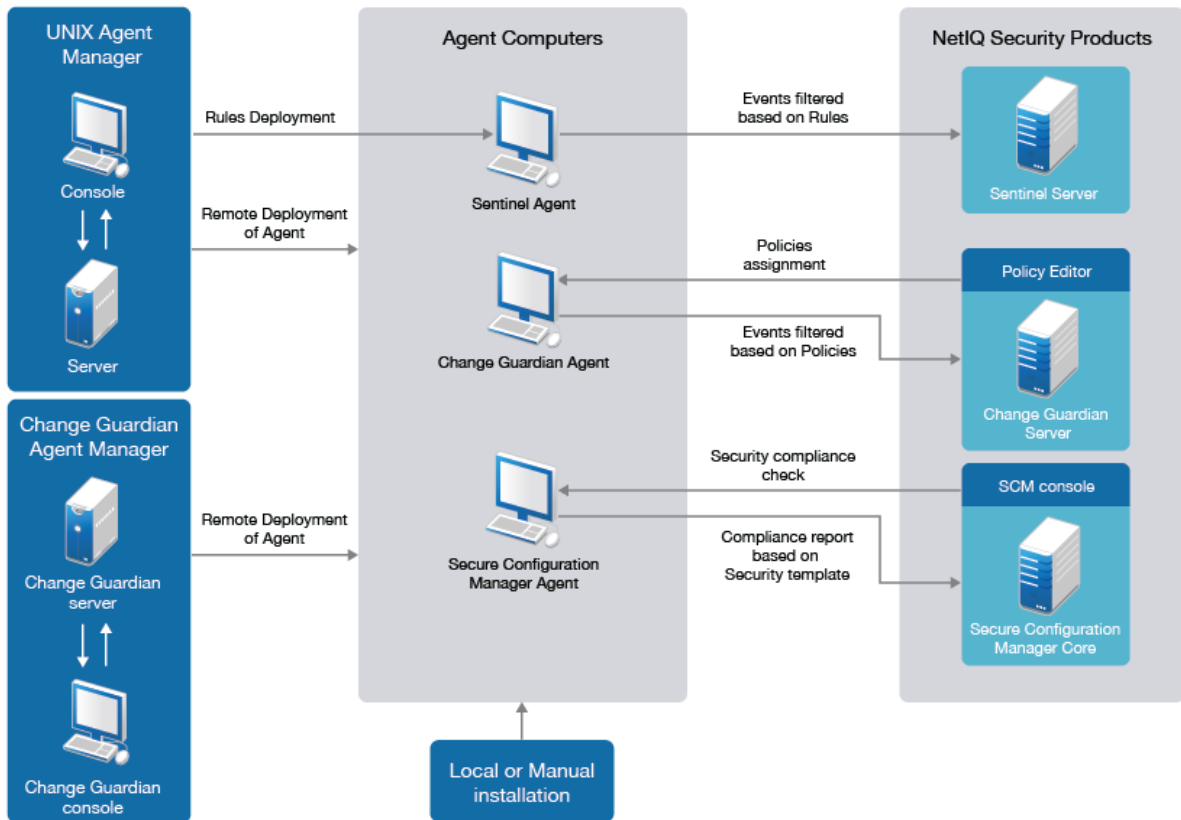 UNIX Agent
Manager
Console
Server
Change Guardian
Agent Manager
Change Guardian
server
Change Guardian
console
Rules Deployment
Remote Deployment
of Agent
Remote Deployment
of Agent
Agent Computers
Sentinel Agent
Change Guardian Agent
Secure Configuration
Manager Agent
Local or Manual
installation
Events filtered
based on Rules
Policies
assignment
Events filtered
based on Policies
Security compliance
check
Compliance report
based on
Security template
NetIQ Security Products
Sentinel Server
Policy Editor
Change Guardian
Server
SCM console
Secure Configuration
Manager Core